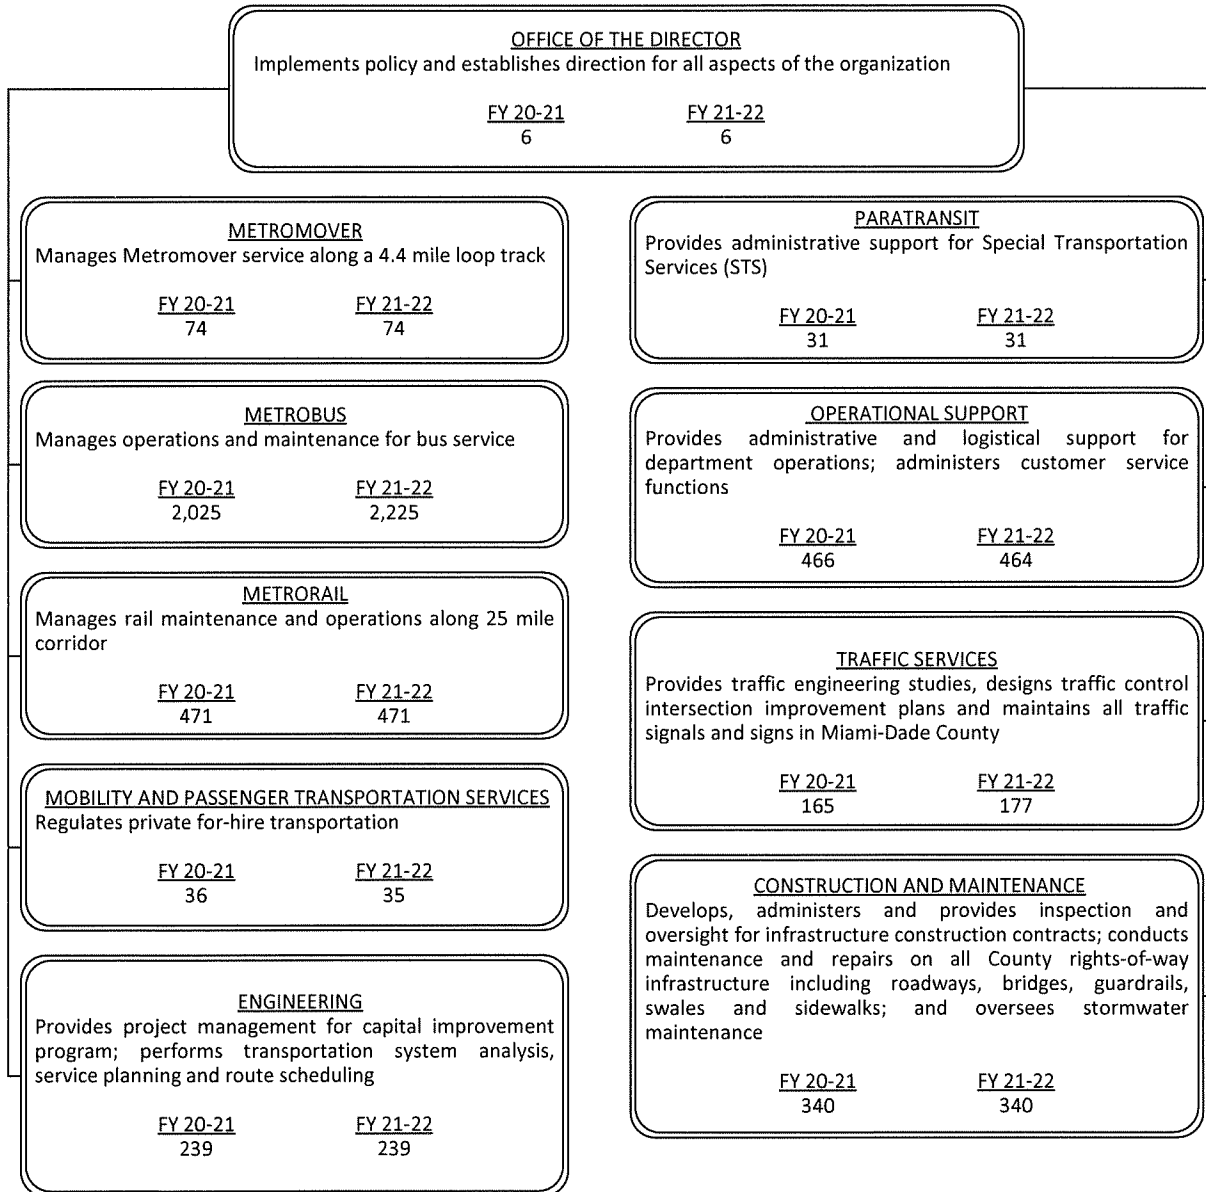 OFFICE OF THE DIRECTOR
Implements policy and establishes direction for all aspects of the organization
FY 20-21 FY 21-22
6 6
METROMOVER
Manages Metromover service along a 4.4 mile loop track
FY 20-21 FY 21-22
74 74
METROBUS
Manages operations and maintenance for bus service
FY 20-21 FY 21-22
2,025 2,225
METRORAIL
Manages rail maintenance and operations along 25 mile
corridor
FY 20-21 FY 21-22
471 471
MOBILITY AND PASSENGER TRANSPORTATION SERVICES
Regulates private for-hire transportation
FY 20-21 FY 21-22
36 35
ENGINEERING
Provides project management for capital improvement
program; performs transportation system analysis,
service planning and route scheduling
FY 20-21 FY 21-22
239 239
PARATRANSIT
Provides administrative support for Special Transportation
Services (STS)
FY 20-21 FY 21-22
31 31
OPERATIONAL SUPPORT
Provides administrative and logistical support for
department operations; administers customer service
functions
FY 20-21 FY 21-22
466 464
TRAFFIC SERVICES
Provides traffic engineering studies, designs traffic control
intersection improvement plans and maintains all traffic
signals and signs in Miami-Dade County
FY 20-21 FY 21-22
165 177
CONSTRUCTION AND MAINTENANCE
Develops, administers and provides inspection and
oversight for infrastructure construction contracts; conducts
maintenance and repairs on all County rights-of-way
infrastructure including roadways, bridges, guardrails,
swales and sidewalks; and oversees stormwater
maintenance
FY 20-21 FY 21-22
340 340